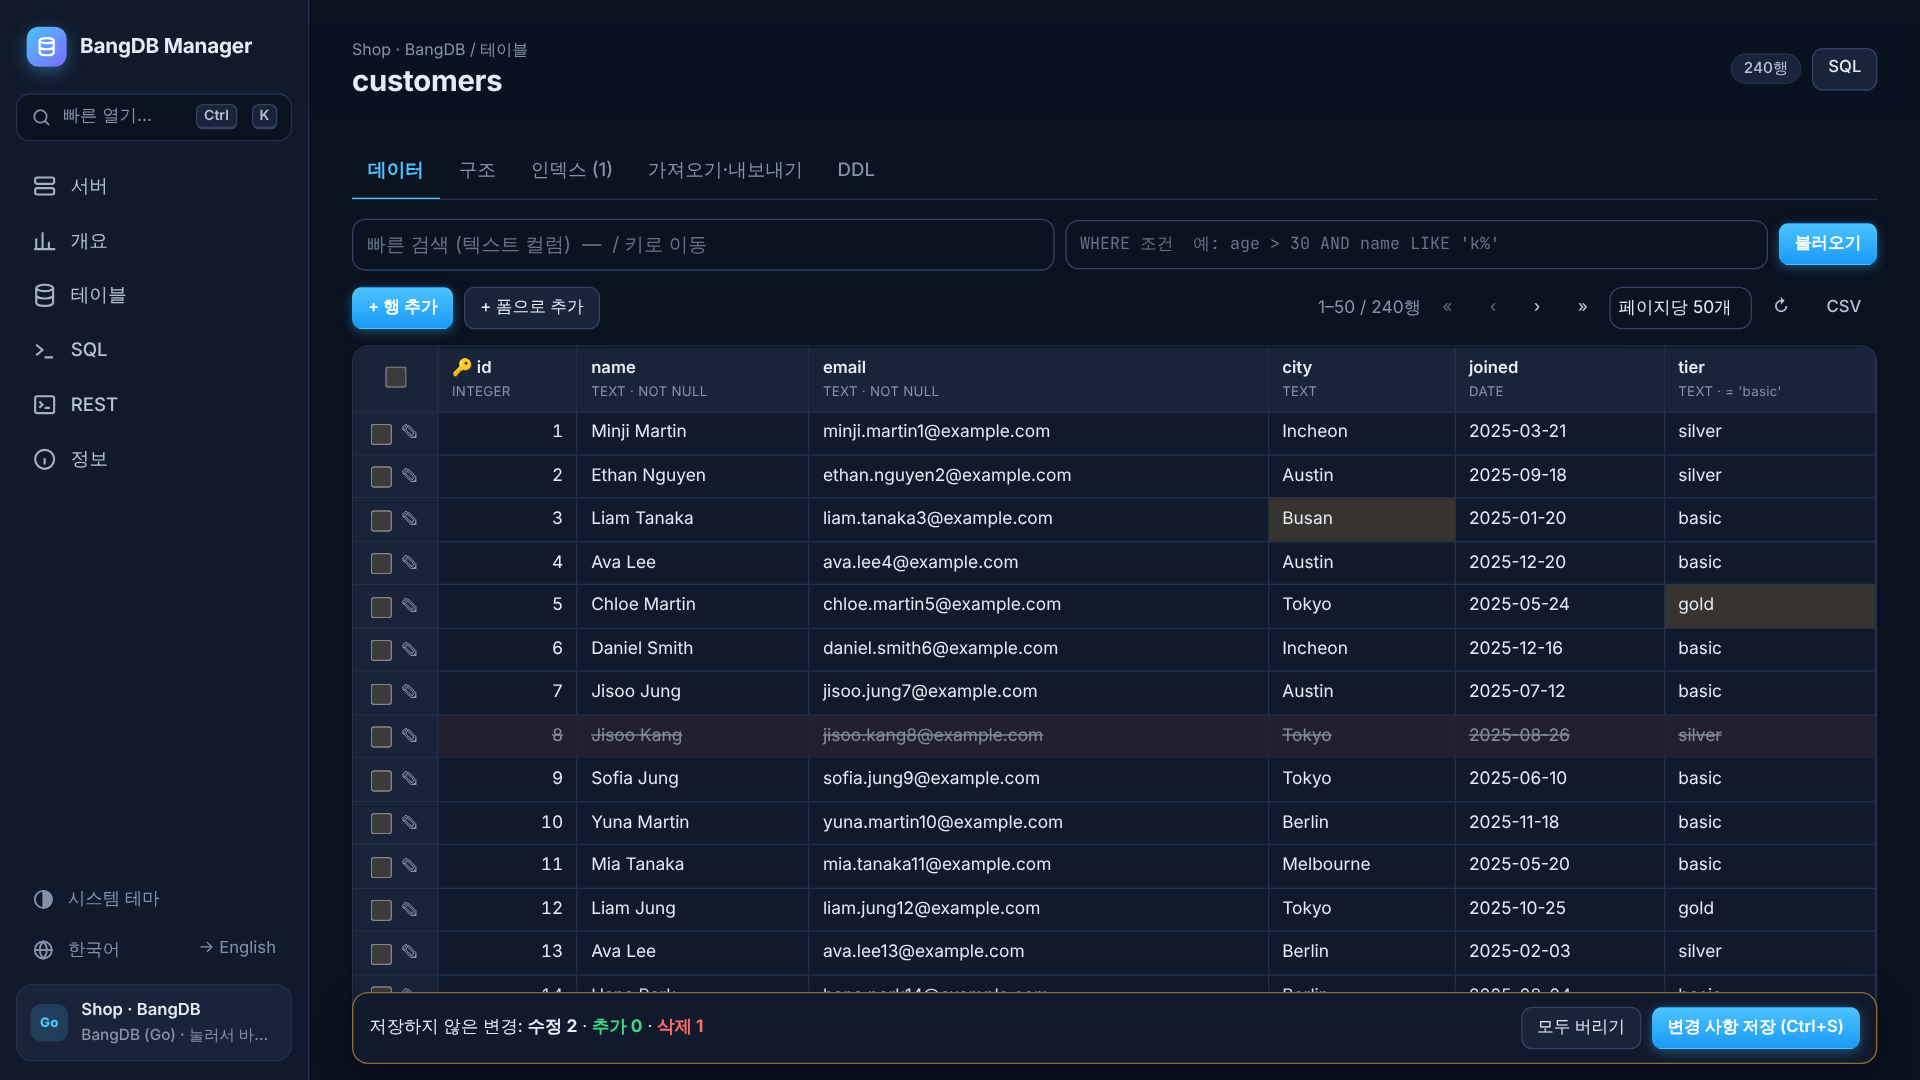 BangDB Manager
빠른 열기... Ctrl K
서버
개요
테이블
SQL
REST
정보
시스템 테마
한국어 → English
Go Shop · BangDB
BangDB (Go) · 눌러서 바...
Shop · BangDB / 테이블
customers
240행 SQL
데이터 구조 인덱스 (1) 가져오기·내보내기 DDL
빠른 검색 (텍스트 컬럼) — / 키로 이동
WHERE 조건 예: age > 30 AND name LIKE 'k%'
불러오기
+ 행 추가 + 폼으로 추가 1–50 / 240행 « ‹ › » 페이지당 50개 CSV
id name email city joined tier
INTEGER TEXT · NOT NULL TEXT · NOT NULL TEXT DATE TEXT · = 'basic'
1 Minji Martin minji.martin1@example.com Incheon 2025-03-21 silver
2 Ethan Nguyen ethan.nguyen2@example.com Austin 2025-09-18 silver
3 Liam Tanaka liam.tanaka3@example.com Busan 2025-01-20 basic
4 Ava Lee ava.lee4@example.com Austin 2025-12-20 basic
5 Chloe Martin chloe.martin5@example.com Tokyo 2025-05-24 gold
6 Daniel Smith daniel.smith6@example.com Incheon 2025-12-16 basic
7 Jisoo Jung jisoo.jung7@example.com Austin 2025-07-12 basic
8 Jisoo Kang jisoo.kang8@example.com Tokyo 2025-08-26 silver
9 Sofia Jung sofia.jung9@example.com Tokyo 2025-06-10 basic
10 Yuna Martin yuna.martin10@example.com Berlin 2025-11-18 basic
11 Mia Tanaka mia.tanaka11@example.com Melbourne 2025-05-20 basic
12 Liam Jung liam.jung12@example.com Tokyo 2025-10-25 gold
13 Ava Lee ava.lee13@example.com Berlin 2025-02-03 silver
저장하지 않은 변경: 수정 2 · 추가 0 · 삭제 1
모두 버리기 변경 사항 저장 (Ctrl+S)